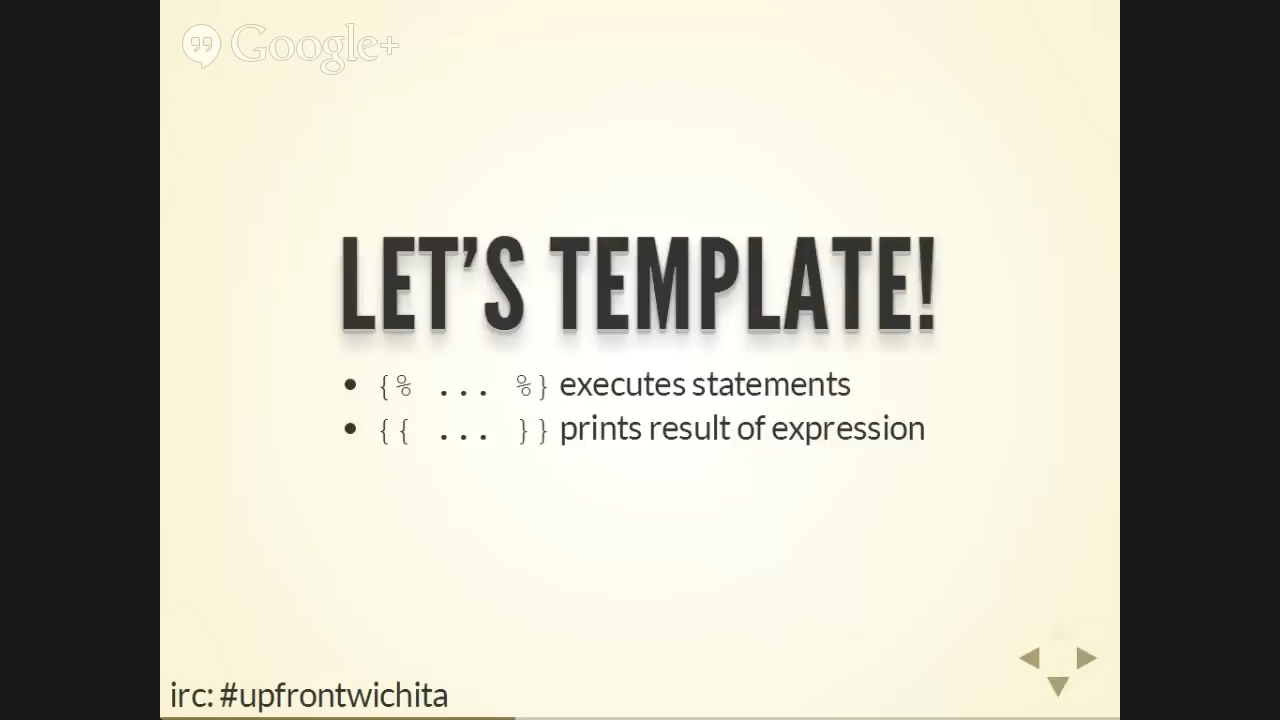 Google+
LET'S TEMPLATE!
• {% ... %} executes statements
• {{ ... }} prints result of expression
irc: #upfrontwichita